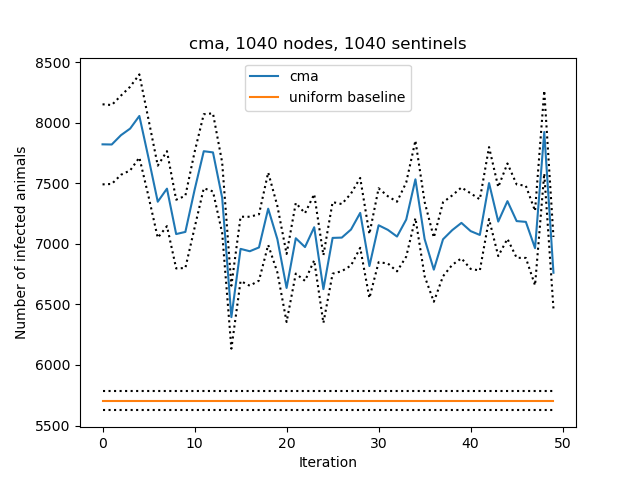 cma, 1040 nodes, 1040 sentinels
cma
uniform baseline
Number of infected animals
8500
8000
7500
7000
6500
6000
5500
0 10 20 30 40 50
Iteration